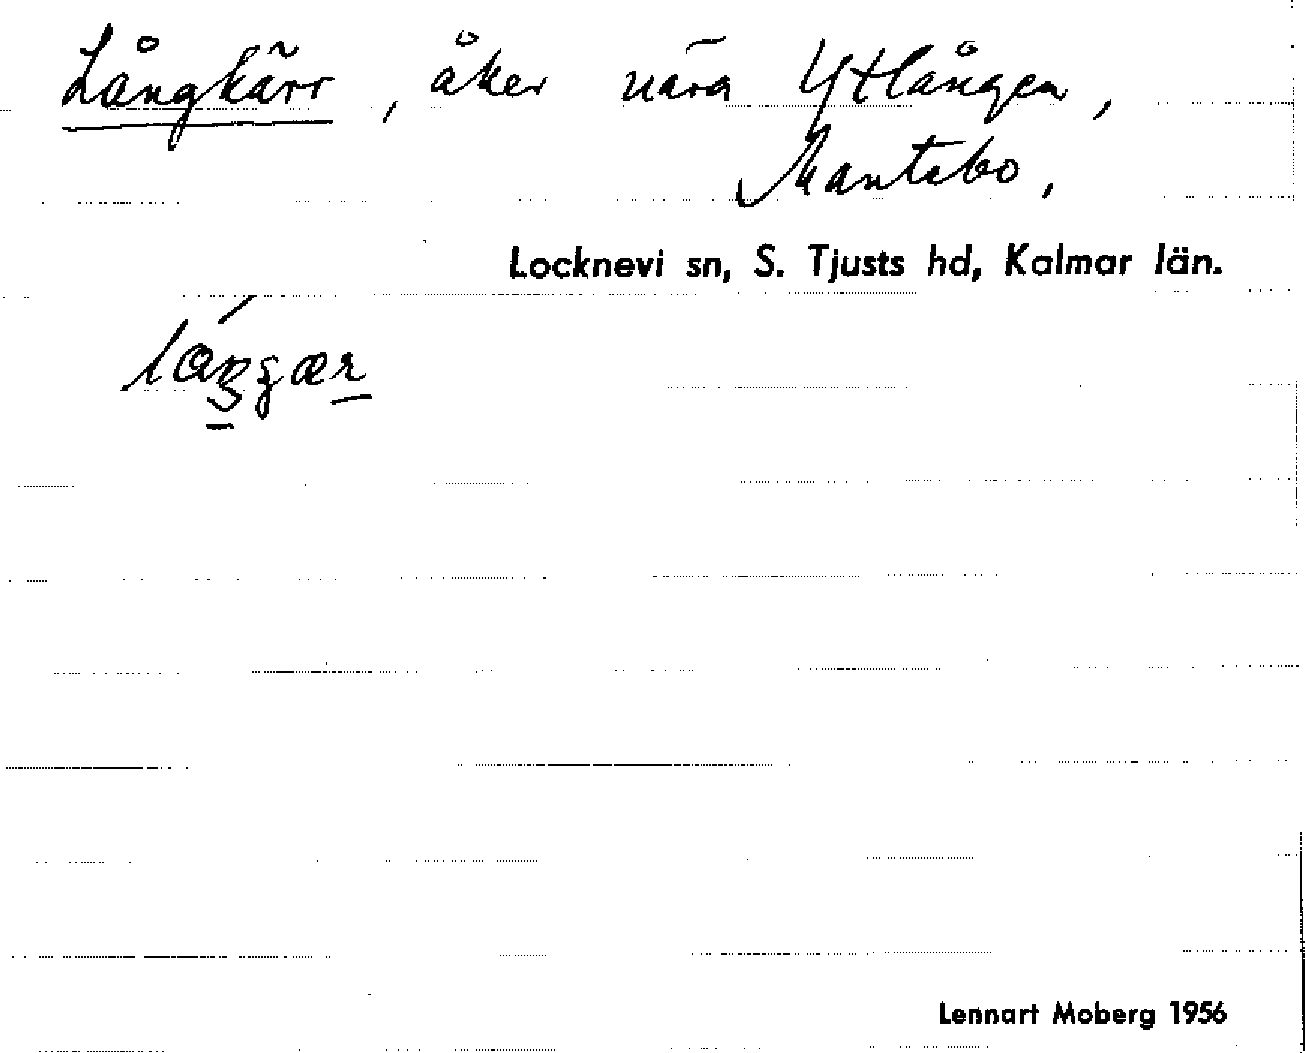 Långkärr, åker nära Ytlången,
Mantebo,
Locknevi sn, S. Tjusts hd, Kalmar län.
Lennart Moberg 1956